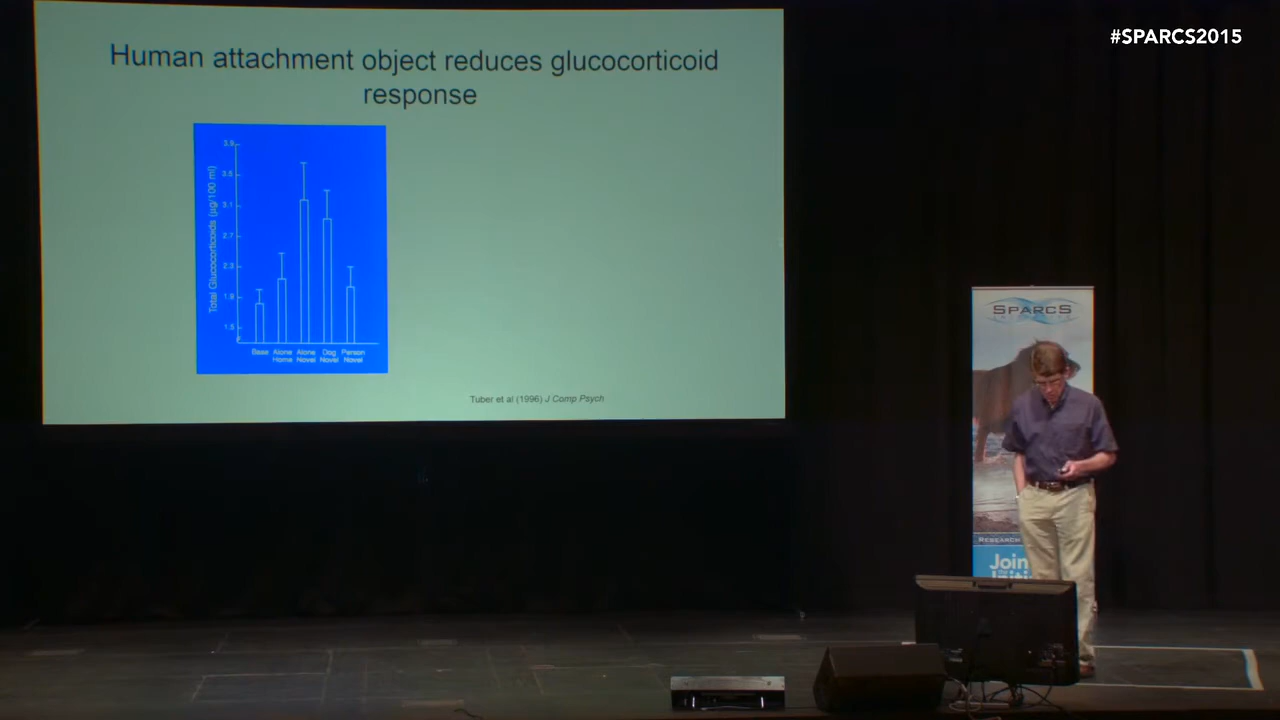 #SPARCS2015
Human attachment object reduces glucocorticoid
response
Total Glucocorticoids (µg/100 ml)
3.9
3.5
3.1
2.7
2.3
1.9
1.5
Base Alone Alone Dog Person
Home Novel Novel Novel
Tuber et al (1996) J Comp Psych
SPARCS
RESEARCH
Join